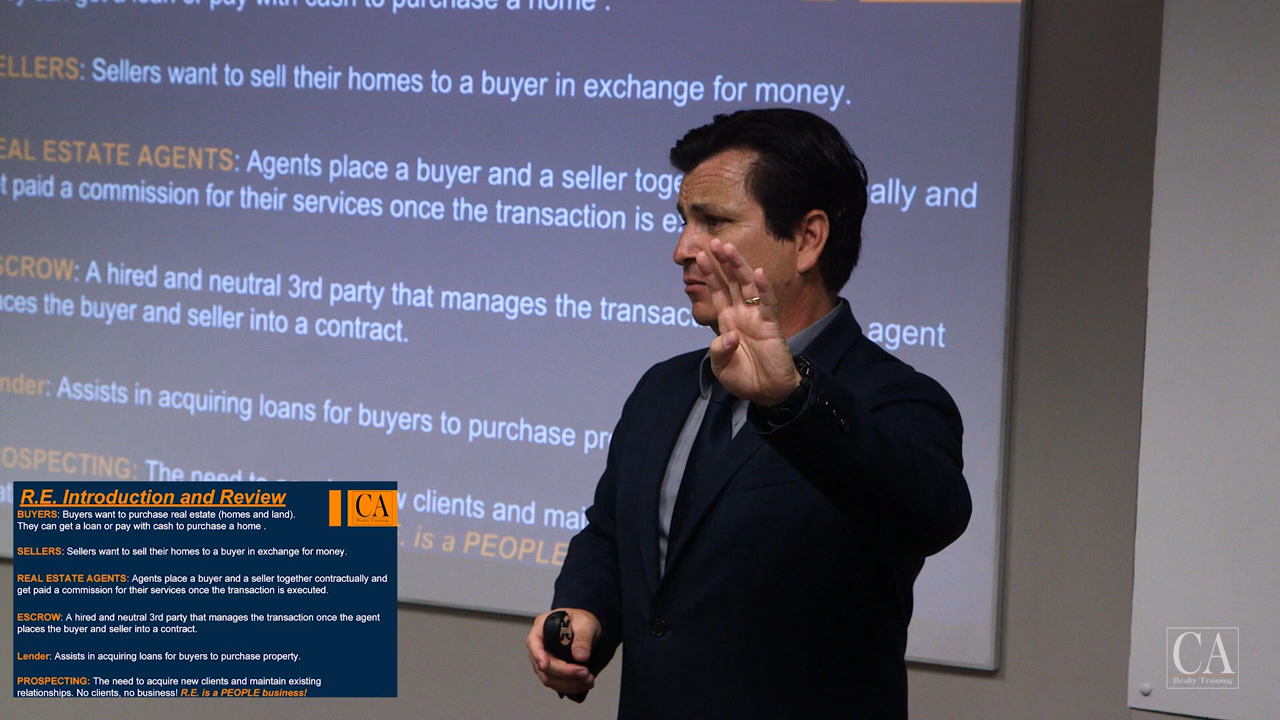 They can get a loan or pay with cash to purchase a home .
ELLERS: Sellers want to sell their homes to a buyer in exchange for money.
EAL ESTATE AGENTS: Agents place a buyer and a seller toge ally and
t paid a commission for their services once the transaction is e
SCROW: A hired and neutral 3rd party that manages the transac agent
ces the buyer and seller into a contract.
nder: Assists in acquiring loans for buyers to purchase pr
OSPECTING: The need to clients and mai
. is a PEOPLE
R.E. Introduction and Review
CA
Realty Training
BUYERS: Buyers want to purchase real estate (homes and land).
They can get a loan or pay with cash to purchase a home .
SELLERS: Sellers want to sell their homes to a buyer in exchange for money.
REAL ESTATE AGENTS: Agents place a buyer and a seller together contractually and
get paid a commission for their services once the transaction is executed.
ESCROW: A hired and neutral 3rd party that manages the transaction once the agent
places the buyer and seller into a contract.
Lender: Assists in acquiring loans for buyers to purchase property.
PROSPECTING: The need to acquire new clients and maintain existing
relationships. No clients, no business! R.E. is a PEOPLE business!
CA
Realty Training